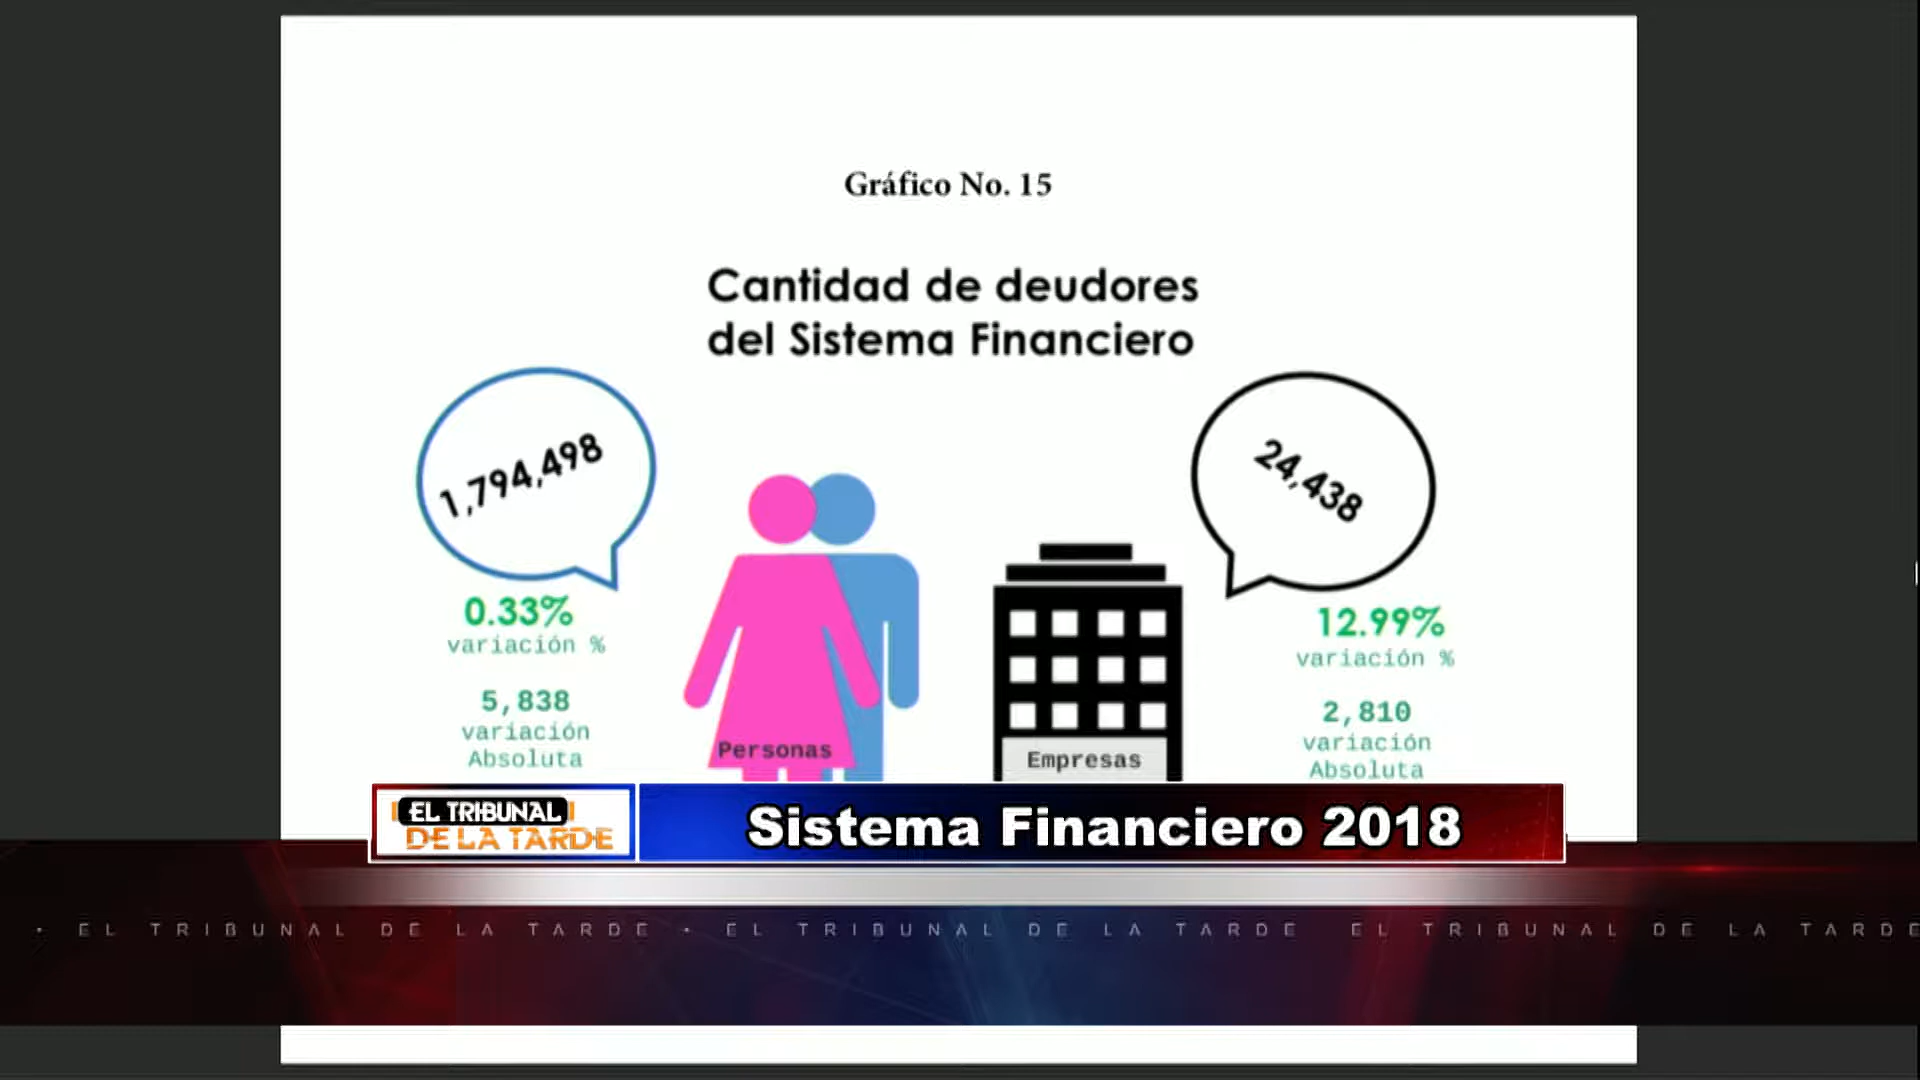 Gráfico No. 15
Cantidad de deudores
del Sistema Financiero
1,794,498
0.33%
variación %
5,838
variación
Absoluta
Personas
Empresas
24,438
12.99%
variación %
2,810
variación
Absoluta
EL TRIBUNAL
DE LA TARDE
Sistema Financiero 2018
• EL TRIBUNAL DE LA TARDE • EL TRIBUNAL DE LA TARDE EL TRIBUNAL DE LA TARDE